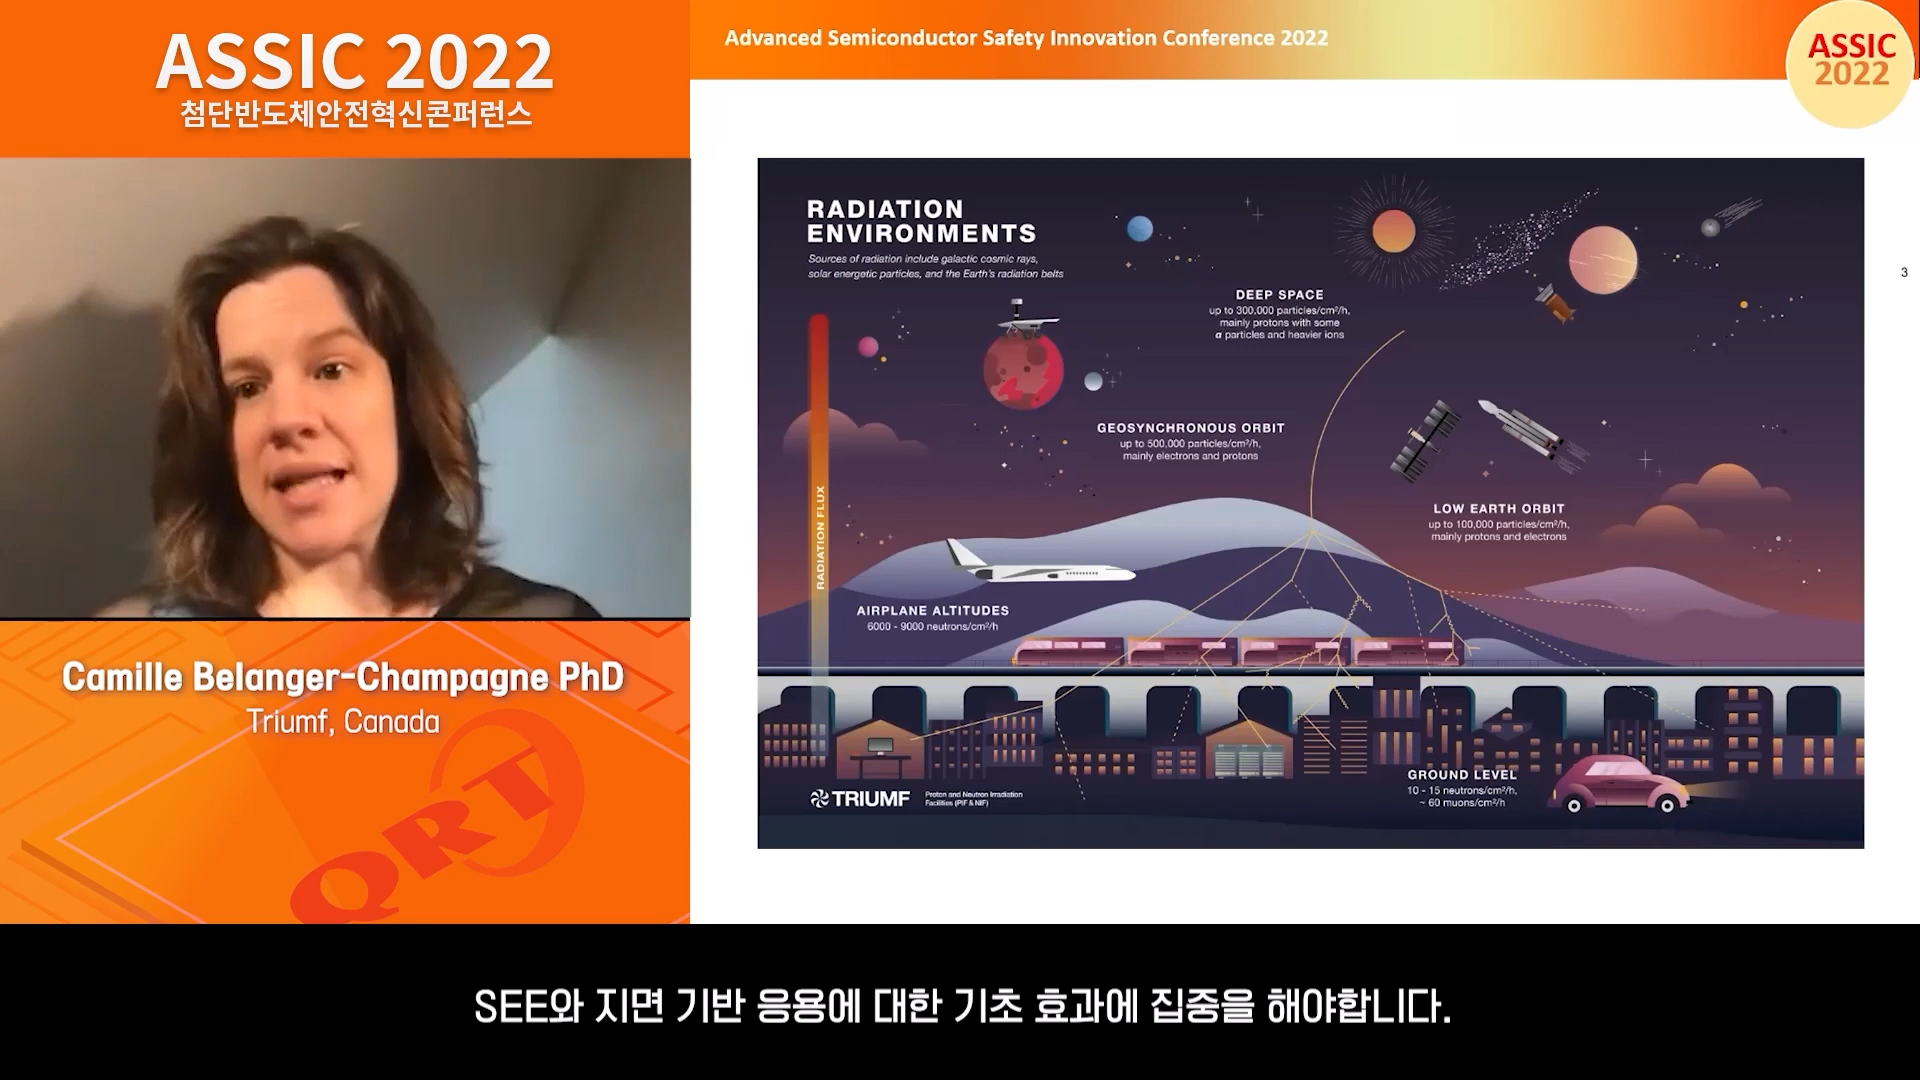 ASSIC 2022
첨단반도체안전혁신콘퍼런스
Advanced Semiconductor Safety Innovation Conference 2022
ASSIC
2022
3
RADIATION
ENVIRONMENTS
Sources of radiation include galactic cosmic rays,
solar energetic particles, and the Earth's radiation belts
DEEP SPACE
up to 300,000 particles/cm²/h,
mainly protons with some
α particles and heavier ions
GEOSYNCHRONOUS ORBIT
up to 500,000 particles/cm²/h,
mainly electrons and protons
LOW EARTH ORBIT
up to 100,000 particles/cm²/h,
mainly protons and electrons
RADIATION FLUX
AIRPLANE ALTITUDES
6000 - 9000 neutrons/cm²/h
GROUND LEVEL
10 - 15 neutrons/cm²/h,
~ 60 muons/cm²/h
TRIUMF
Proton and Neutron Irradiation
Facilities (PIF & NIF)
Camille Belanger-Champagne PhD
Triumf, Canada
QRT
SEE와 지면 기반 응용에 대한 기초 효과에 집중을 해야합니다.